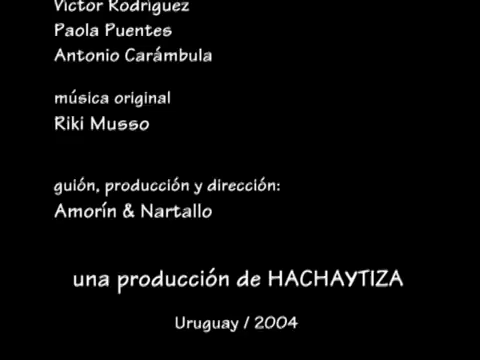 Víctor Rodríguez
Paola Puentes
Antonio Carámbula
música original
Riki Musso
guión, producción y dirección:
Amorín & Nartallo
una producción de HACHAYTIZA
Uruguay / 2004